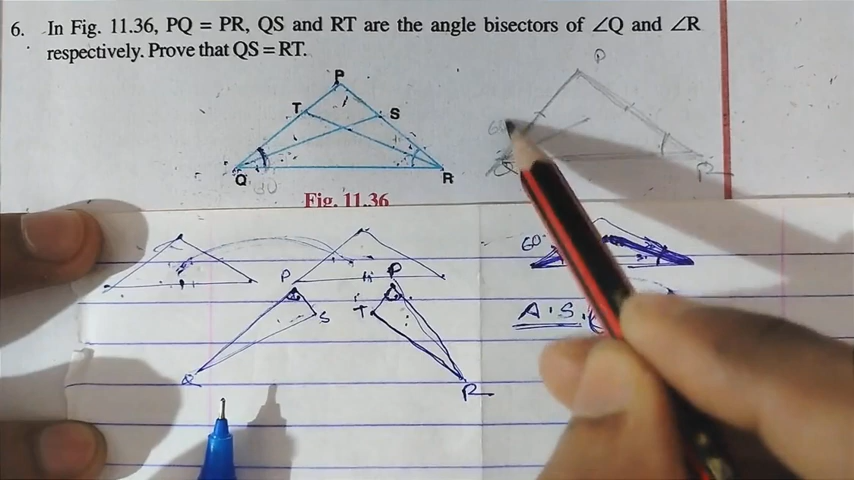 6. In Fig. 11.36, PQ = PR, QS and RT are the angle bisectors of ∠Q and ∠R
respectively. Prove that QS = RT.
P
T
S
Q
R
Fig. 11.36
P
Q
R
60
P
S
Q
P
T
R
A.S.